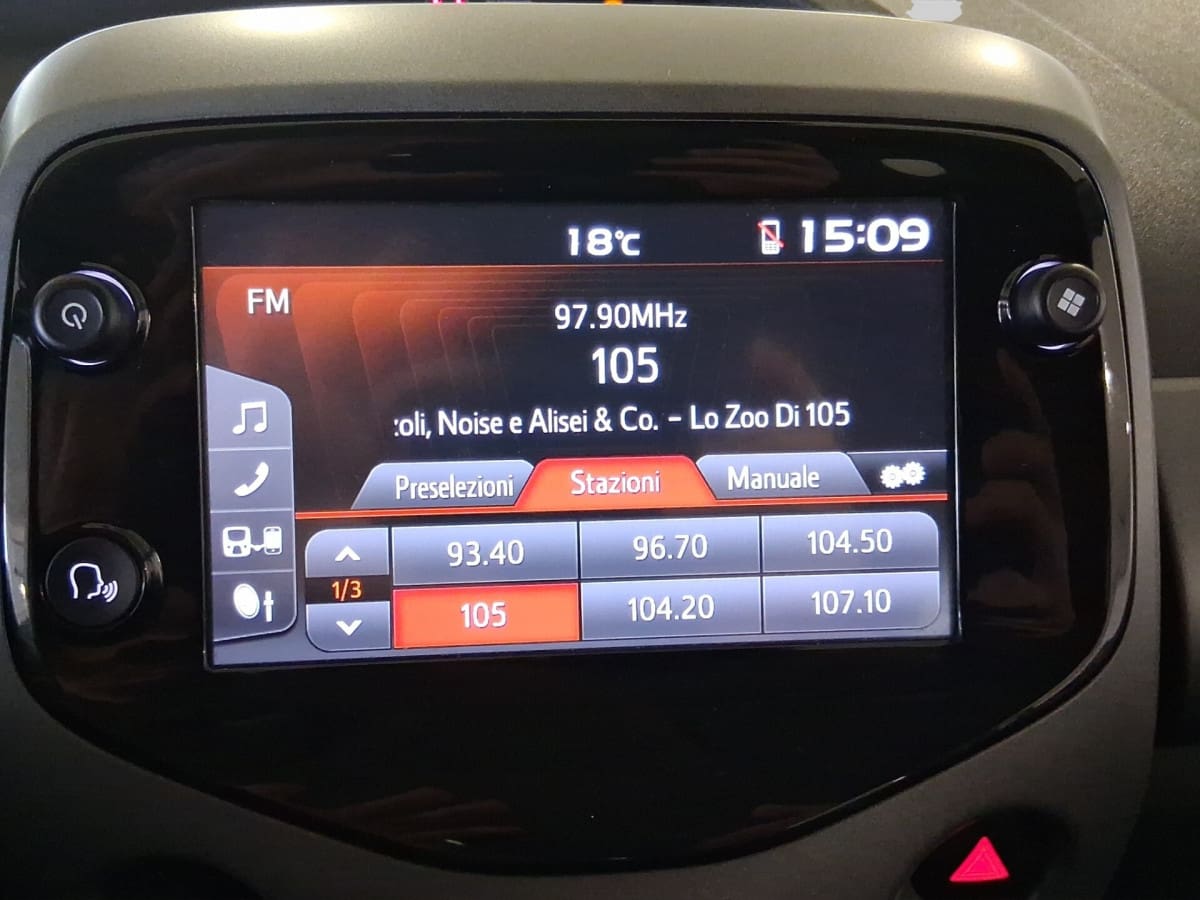 18°C 15:09
FM
97.90MHz
105
Noise e Alisei & Co. - Lo Zoo Di 105
Preselezioni Stazioni Manuale
93.40 96.70 104.50
1/3
105 104.20 107.10